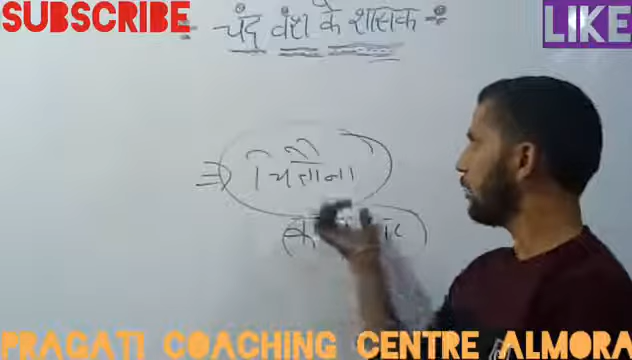 SUBSCRIBE
LIKE
चंद वंश के शासक
चित्तौना
PRAGATI COACHING CENTRE ALMORA